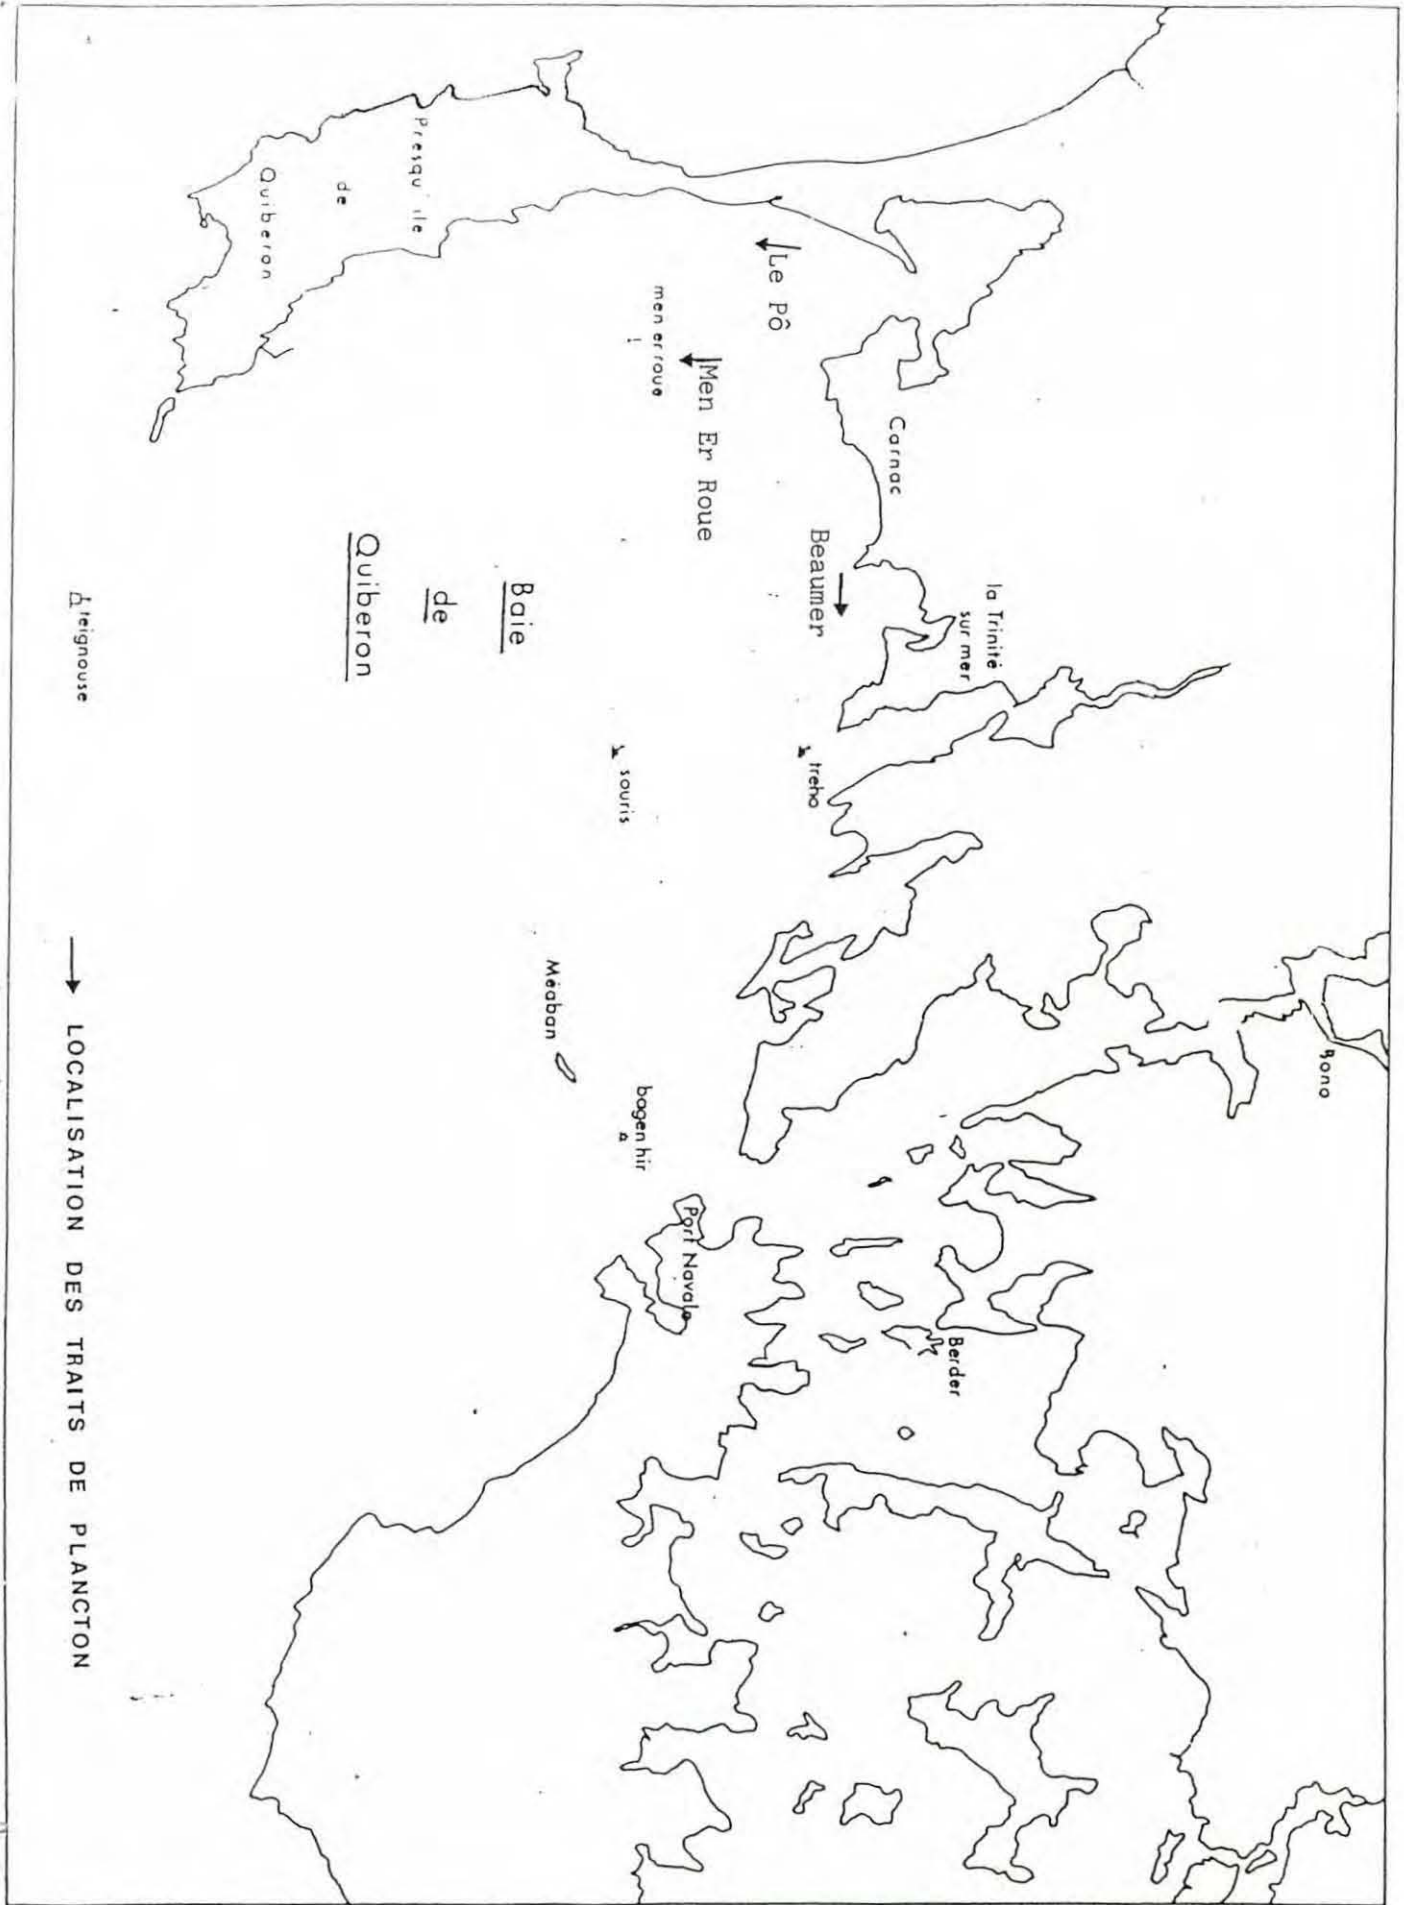 Bono
la Trinité
sur mer
Carnac
Beaumer
Le Pô
Men Er Roue
men er roue
treho
souris
Berder
Port Navalo
bagen hir
Méaban
Presqu'ile
de
Quiberon
Baie
de
Quiberon
teignouse
LOCALISATION DES TRAITS DE PLANCTON